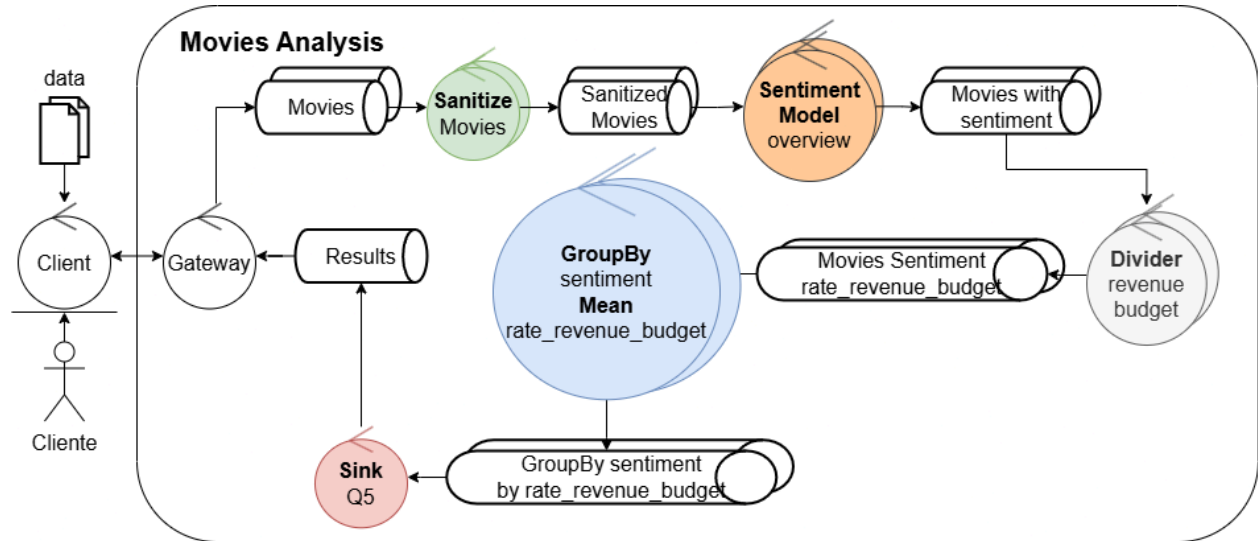 Movies Analysis
data
Movies
Sanitize
Movies
Sanitized
Movies
Sentiment
Model
overview
Movies with
sentiment
Client
Gateway
Results
GroupBy
sentiment
Mean
rate_revenue_budget
Movies Sentiment
rate_revenue_budget
Divider
revenue
budget
Cliente
Sink
Q5
GroupBy sentiment
by rate_revenue_budget